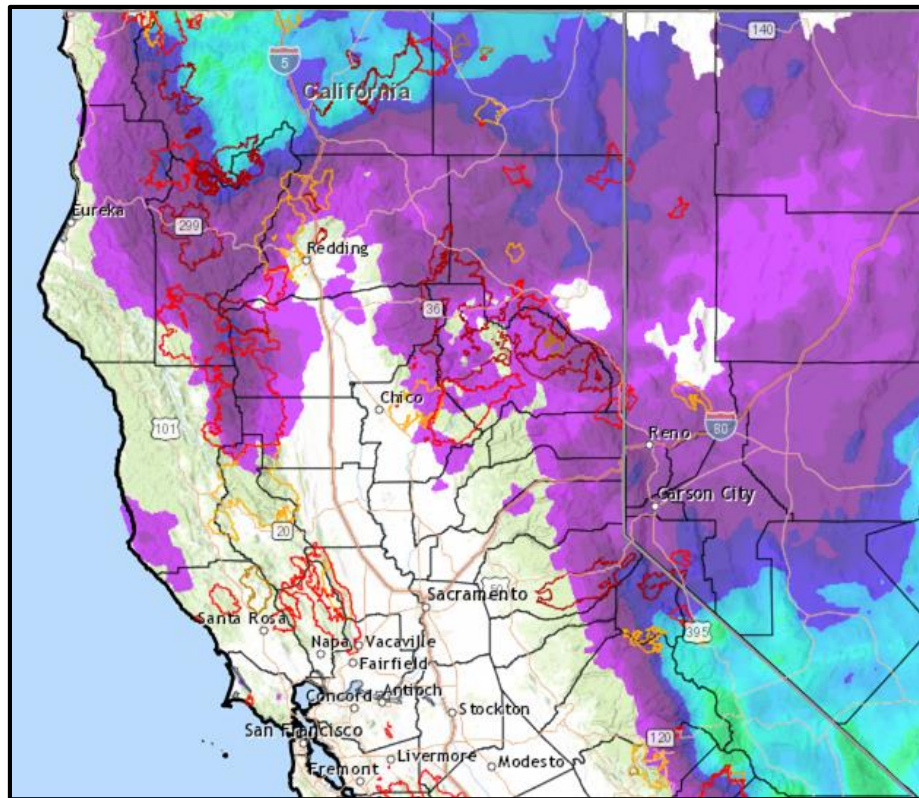 140
5
California
Eureka
299
Redding
36
Chico
101
Reno
80
Carson City
20
50
Sacramento
Santa Rosa
395
Napa
Vacaville
Fairfield
Concord
Antioch
Stockton
San Francisco
120
Livermore
Modesto
Fremont